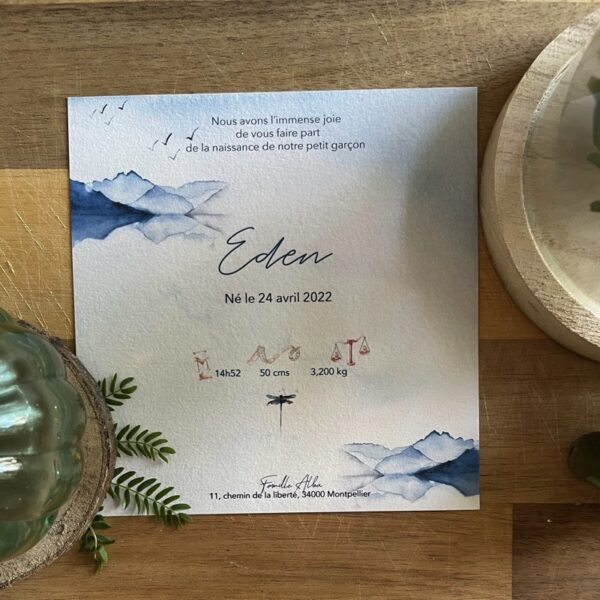 Nous avons l'immense joie
de vous faire part
de la naissance de notre petit garçon
Eden
Né le 24 avril 2022
14h52 50 cms 3,200 kg
Famille Alba
11, chemin de la liberté, 34000 Montpellier